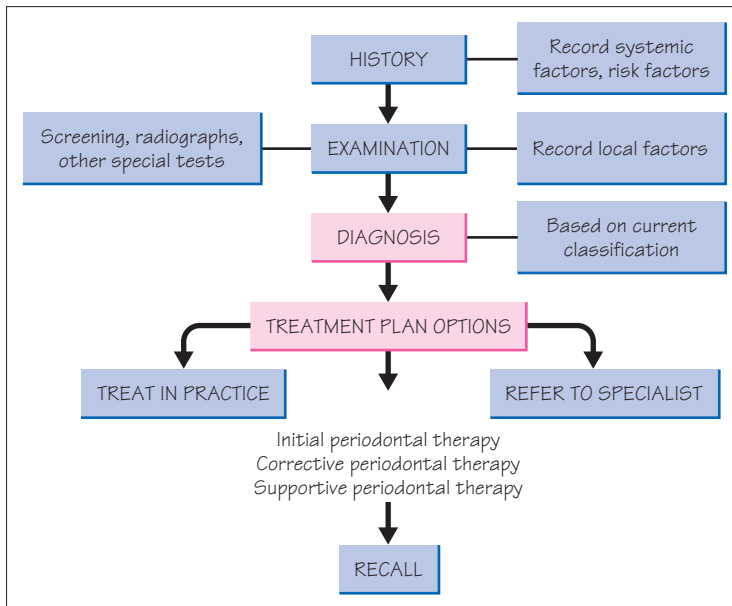 HISTORY
Record systemic
factors, risk factors
Screening, radiographs,
other special tests
EXAMINATION
Record local factors
DIAGNOSIS
Based on current
classification
TREATMENT PLAN OPTIONS
TREAT IN PRACTICE
REFER TO SPECIALIST
Initial periodontal therapy
Corrective periodontal therapy
Supportive periodontal therapy
RECALL